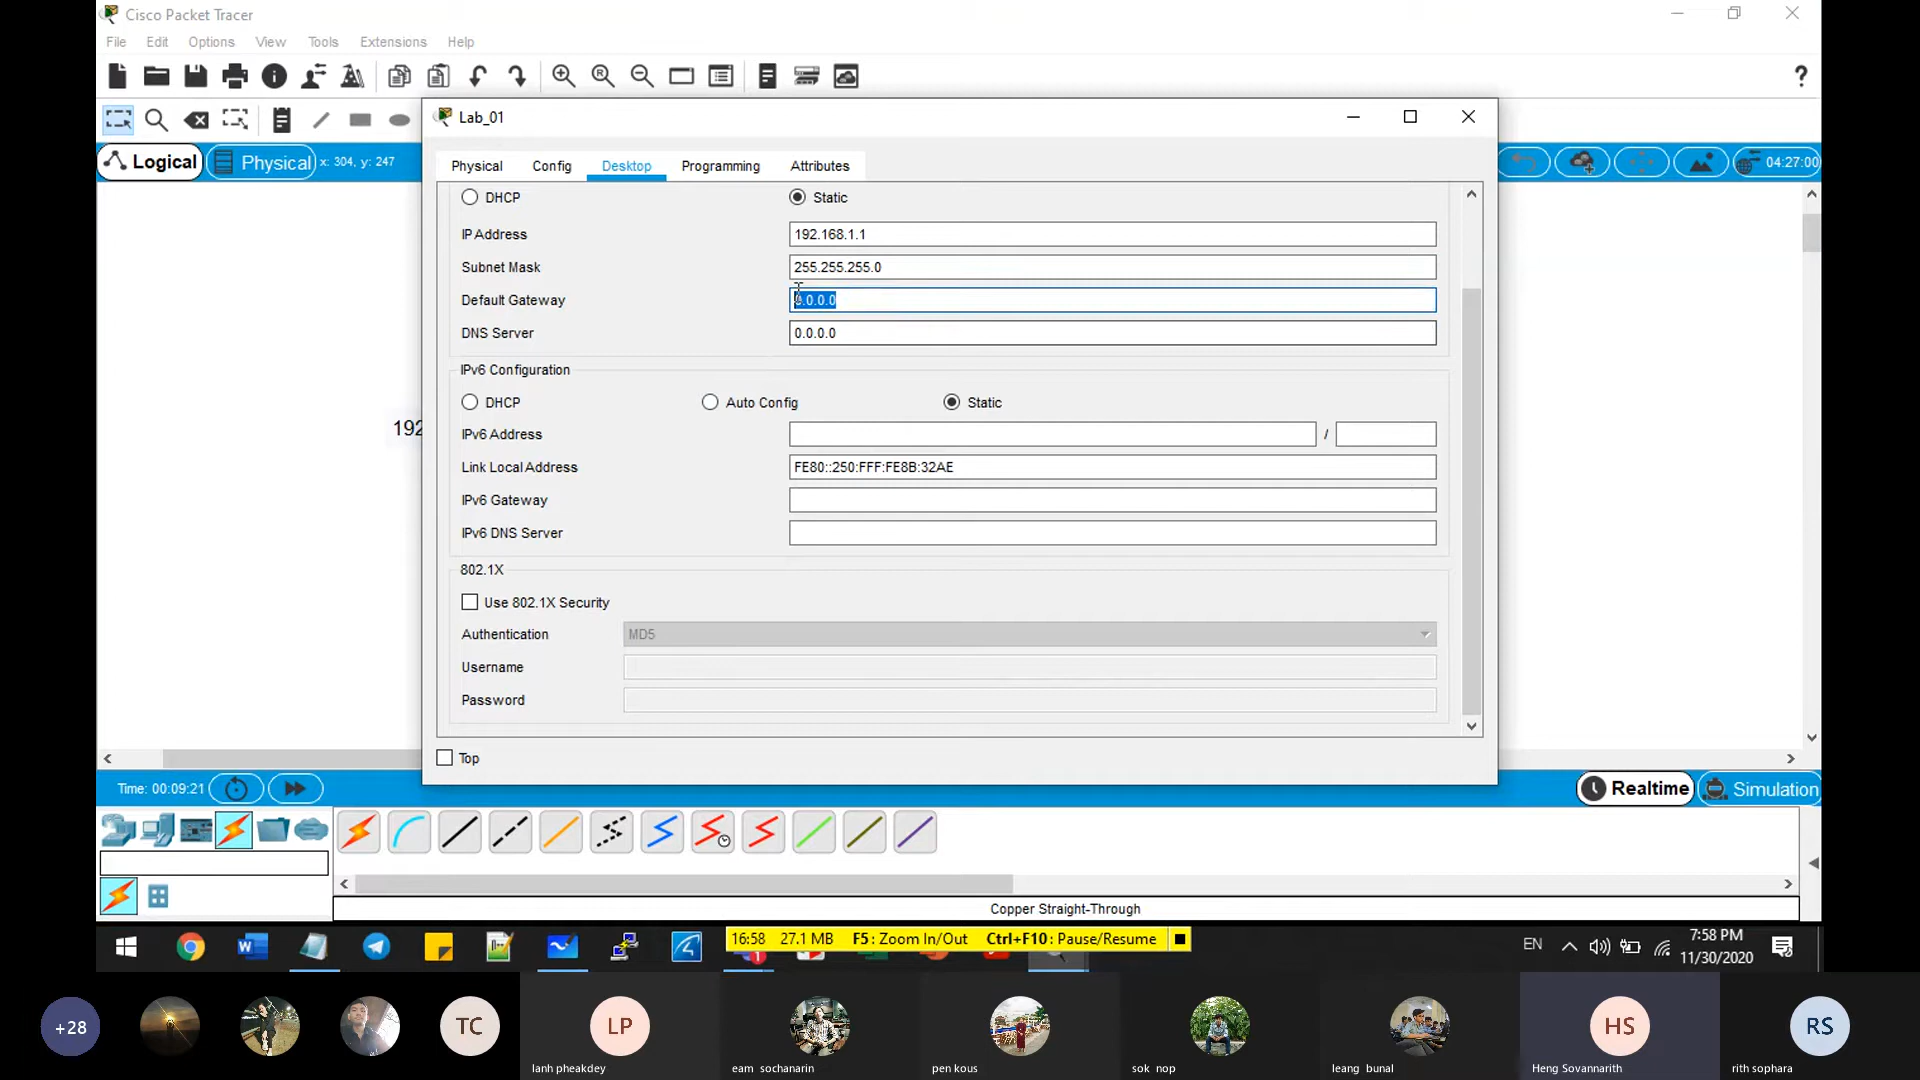 Cisco Packet Tracer
File Edit Options View Tools Extensions Help
Lab_01
Logical Physical x: 304, y: 247
04:27:00
Physical Config Desktop Programming Attributes
DHCP Static
IP Address 192.168.1.1
Subnet Mask 255.255.255.0
Default Gateway 0.0.0.0
DNS Server 0.0.0.0
IPv6 Configuration
DHCP Auto Config Static
192
IPv6 Address /
Link Local Address FE80::250:FFF:FE8B:32AE
IPv6 Gateway
IPv6 DNS Server
802.1X
Use 802.1X Security
Authentication MD5
Username
Password
Top
Time: 00:09:21 Realtime Simulation
Copper Straight-Through
16:58 27.1 MB F5: Zoom In/Out Ctrl+F10: Pause/Resume
EN 7:58 PM
11/30/2020
+28 TC LP HS RS
lanh pheakdey eam sochanarin pen kous sok nop leang bunal Heng Sovannarith rith sophara